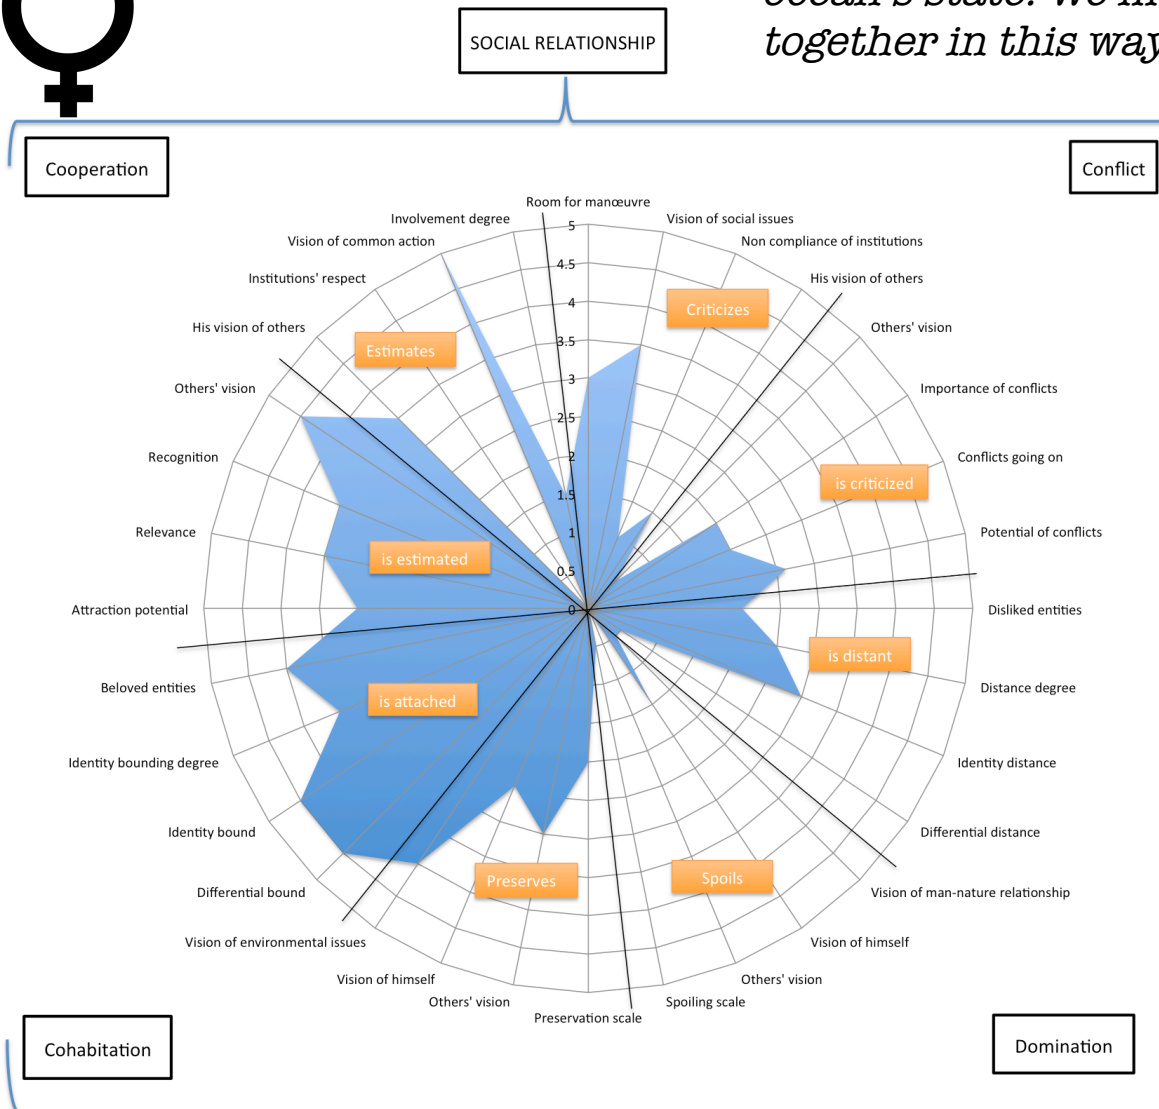 ocean's state. We m
together in this way
SOCIAL RELATIONSHIP
Cooperation
Conflict
Room for manœuvre
Involvement degree
Vision of social issues
Vision of common action
Non compliance of institutions
Institutions' respect
His vision of others
His vision of others
Others' vision
Others' vision
Importance of conflicts
Recognition
Conflicts going on
Relevance
Potential of conflicts
Attraction potential
Disliked entities
Beloved entities
Distance degree
Identity bounding degree
Identity distance
Identity bound
Differential distance
Differential bound
Vision of man-nature relationship
Vision of environmental issues
Vision of himself
Vision of himself
Others' vision
Others' vision
Spoiling scale
Preservation scale
5
4.5
4
3.5
3
2.5
2
1.5
1
0.5
0
Criticizes
Estimates
is criticized
is estimated
is distant
is attached
Preserves
Spoils
Cohabitation
Domination